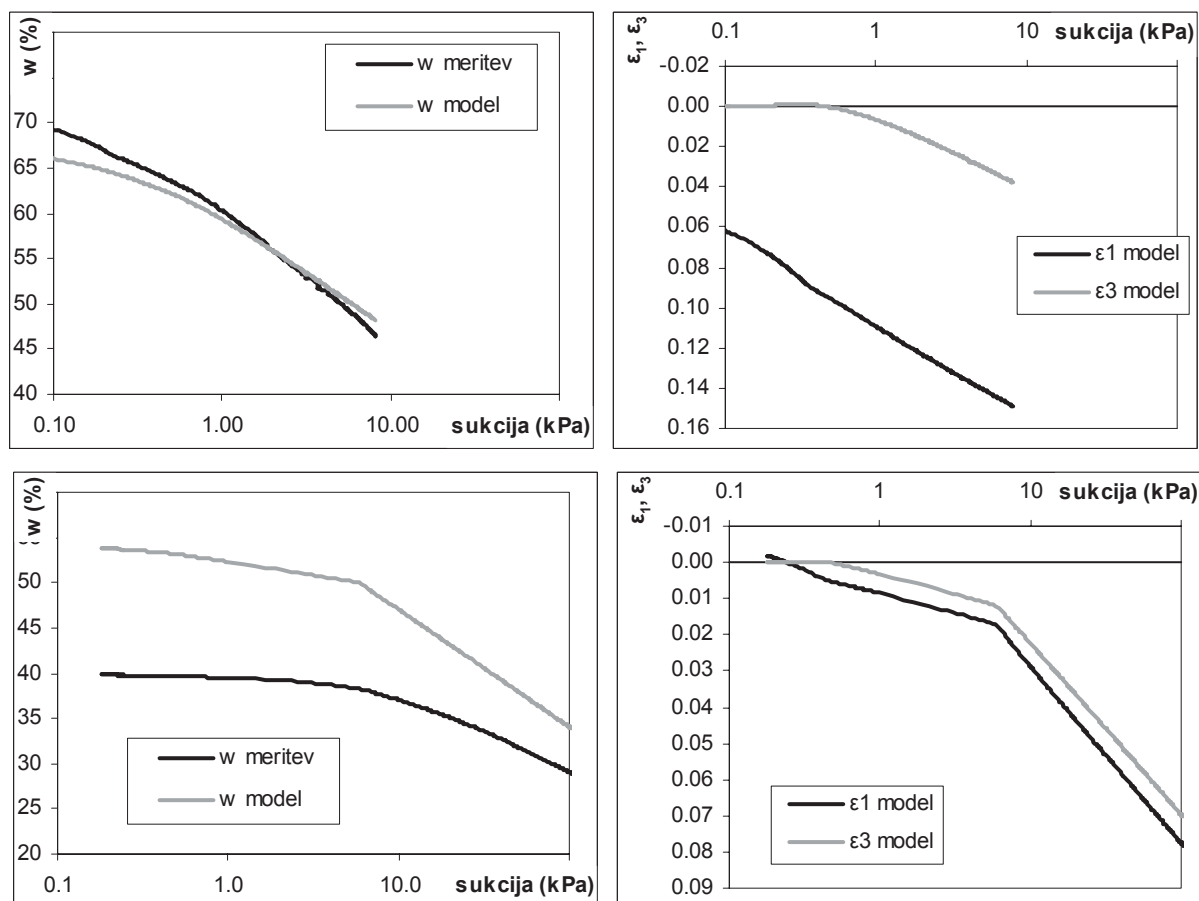 w (%)
w meritev
w model
70
65
60
55
50
45
40
0.10
1.00
10.00
sukcija (kPa)
ε1, ε3
0.1
1
10
sukcija (kPa)
-0.02
0.00
0.02
0.04
0.06
0.08
0.10
0.12
0.14
0.16
ε1 model
ε3 model
w (%)
50
45
40
35
30
25
20
w meritev
w model
0.1
1.0
10.0
sukcija (kPa)
ε1, ε3
0.1
1
10
sukcija (kPa)
-0.01
0.00
0.01
0.02
0.03
0.04
0.05
0.06
0.07
0.08
0.09
ε1 model
ε3 model